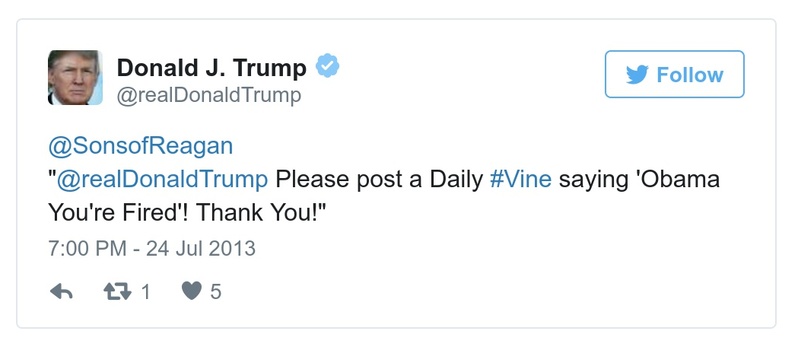 Donald J. Trump
Follow
@realDonaldTrump
@SonsofReagan
"@realDonaldTrump Please post a Daily #Vine saying 'Obama
You're Fired'! Thank You!"
7:00 PM - 24 Jul 2013
1 5